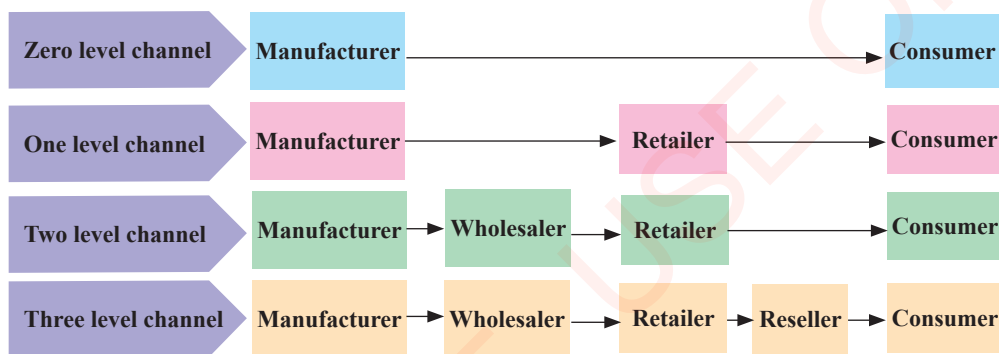 Zero level channel Manufacturer Consumer
One level channel Manufacturer Retailer Consumer
Two level channel Manufacturer Wholesaler Retailer Consumer
Three level channel Manufacturer Wholesaler Retailer Reseller Consumer
USE